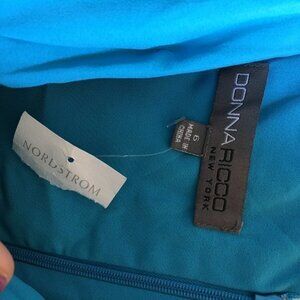 DONNA RICCO
NEW YORK
6
MADE IN
CHINA
NORDSTROM